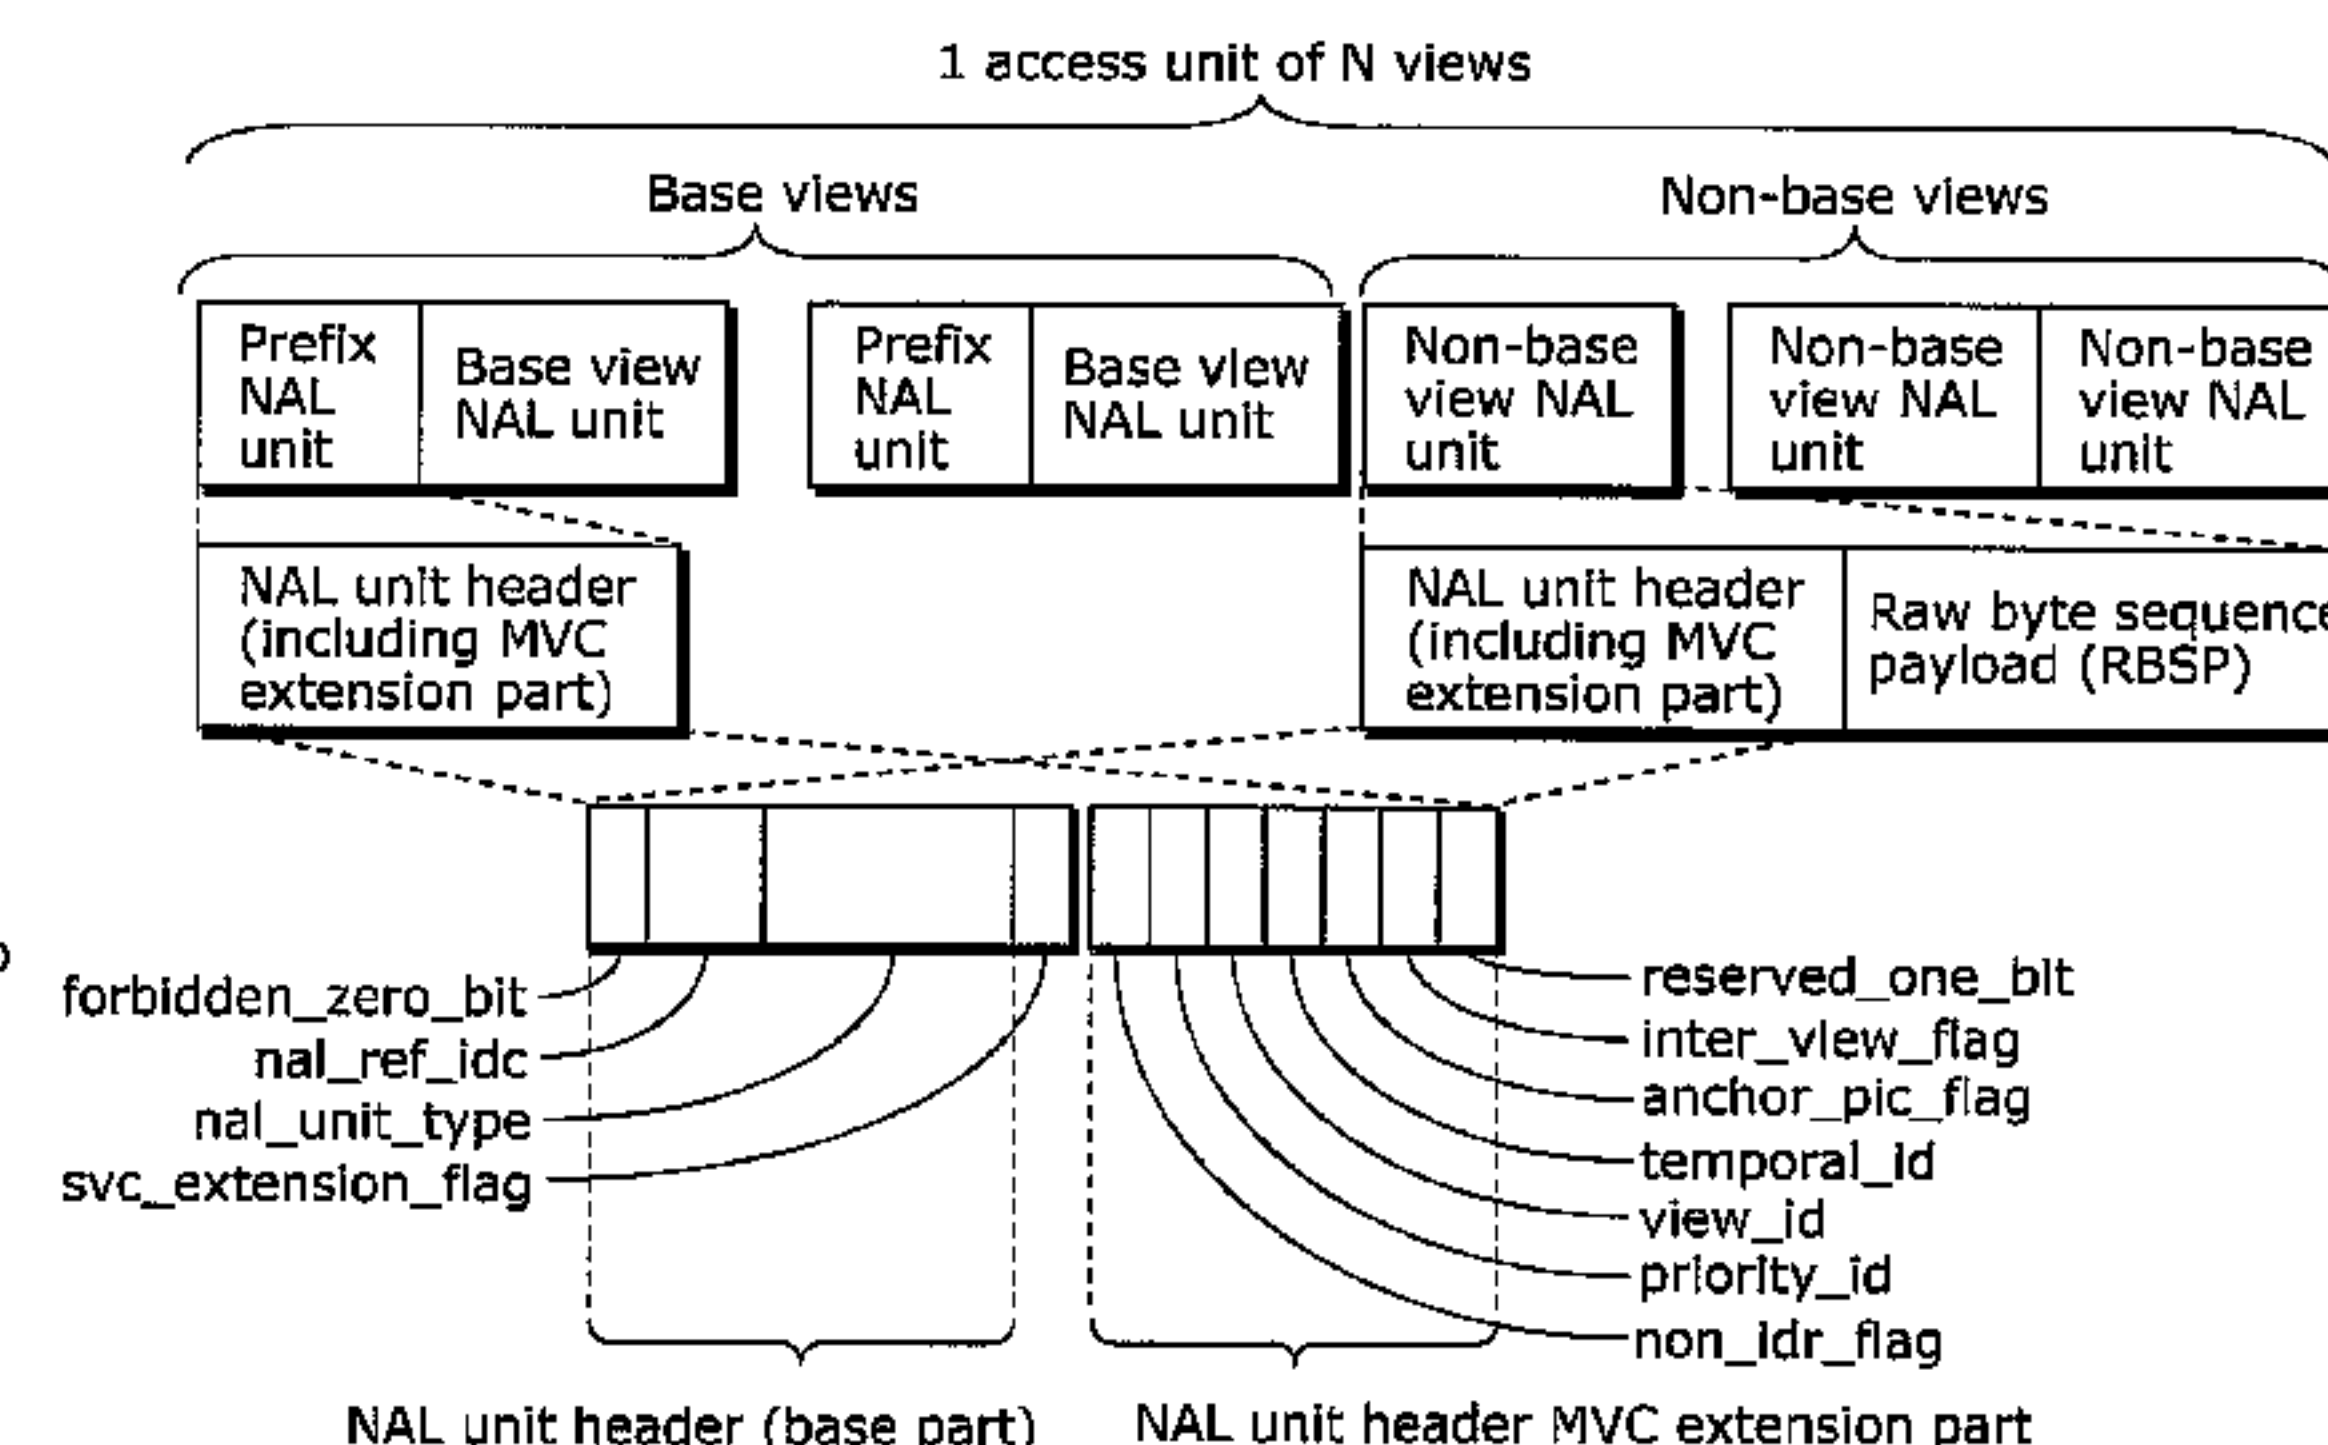 1 access unit of N views
Base views
Non-base views
Prefix
NAL
unit
Base view
NAL unit
Prefix
NAL
unit
Base view
NAL unit
Non-base
view NAL
unit
Non-base
view NAL
unit
Non-base
view NAL
unit
NAL unit header
(including MVC
extension part)
NAL unit header
(including MVC
extension part)
Raw byte sequence
payload (RBSP)
forbidden_zero_bit
nal_ref_idc
nal_unit_type
svc_extension_flag
reserved_one_bit
inter_view_flag
anchor_pic_flag
temporal_id
view_id
priority_id
non_idr_flag
NAL unit header (base part)
NAL unit header MVC extension part